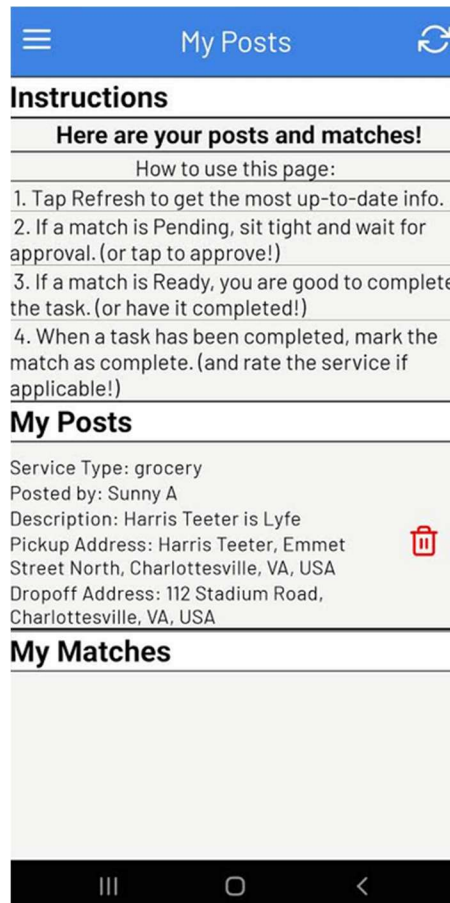 My Posts
Instructions
Here are your posts and matches!
How to use this page:
1. Tap Refresh to get the most up-to-date info.
2. If a match is Pending, sit tight and wait for
approval. (or tap to approve!)
3. If a match is Ready, you are good to complete
the task. (or have it completed!)
4. When a task has been completed, mark the
match as complete. (and rate the service if
applicable!)
My Posts
Service Type: grocery
Posted by: Sunny A
Description: Harris Teeter is Lyfe
Pickup Address: Harris Teeter, Emmet
Street North, Charlottesville, VA, USA
Dropoff Address: 112 Stadium Road,
Charlottesville, VA, USA
My Matches